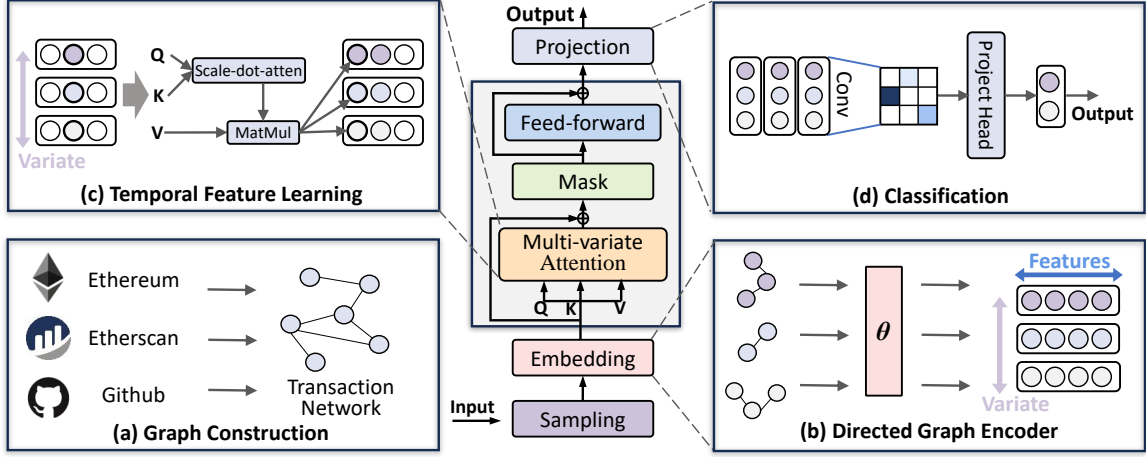 Q
K
V
Scale-dot-atten
MatMul
Variate
(c) Temporal Feature Learning
Ethereum
Etherscan
Github
Transaction
Network
(a) Graph Construction
Output
Projection
Feed-forward
Mask
Multi-variate
Attention
Q
K
V
Embedding
Input
Sampling
Conv
Project Head
Output
(d) Classification
θ
Features
Variate
(b) Directed Graph Encoder